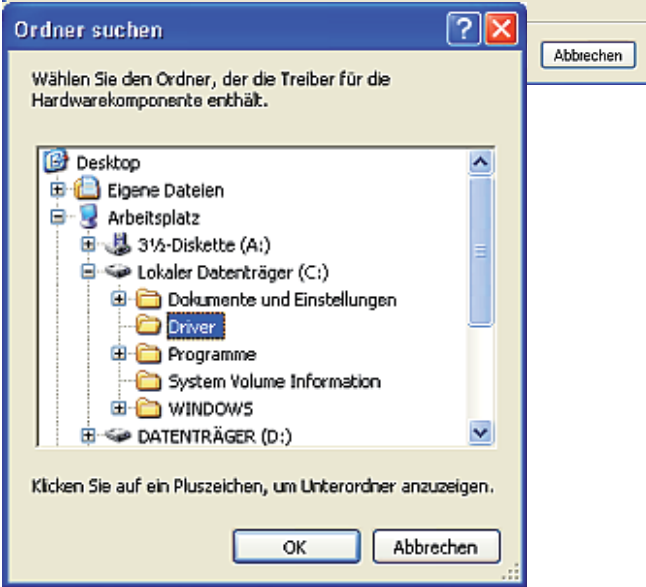 Ordner suchen
Abbrechen
Wählen Sie den Ordner, der die Treiber für die
Hardwarekomponente enthält.
Desktop
Eigene Dateien
Arbeitsplatz
3½-Diskette (A:)
Lokaler Datenträger (C:)
Dokumente und Einstellungen
Driver
Programme
System Volume Information
WINDOWS
DATENTRÄGER (D:)
Klicken Sie auf ein Pluszeichen, um Unterordner anzuzeigen.
OK
Abbrechen